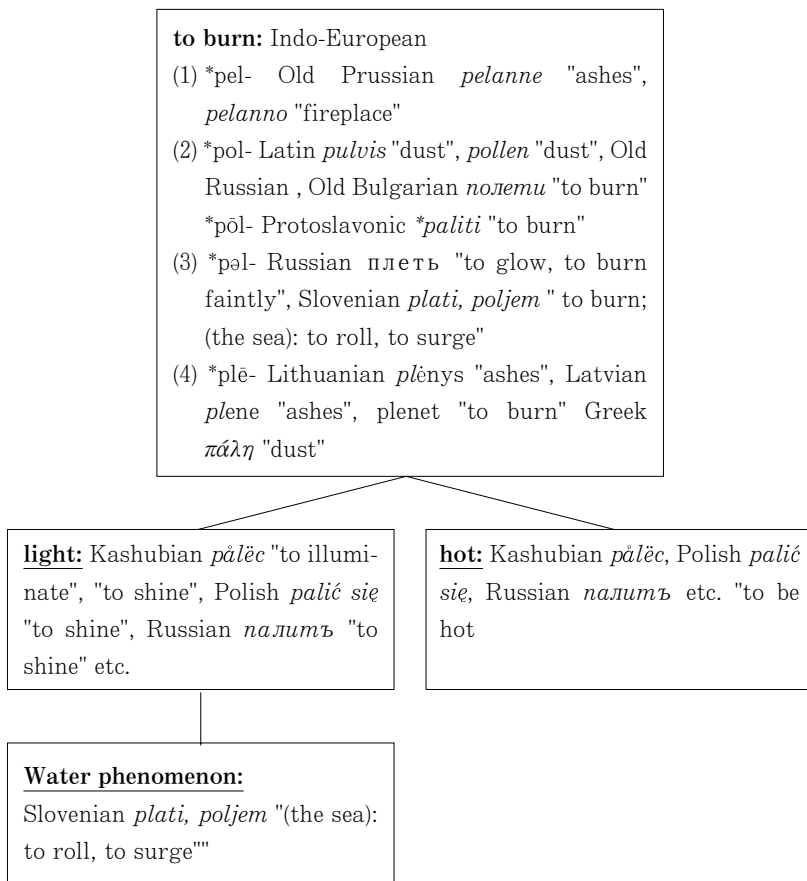 to burn: Indo-European
(1) *pel- Old Prussian pelanne "ashes",
pelanno "fireplace"
(2) *pol- Latin pulvis "dust", pollen "dust", Old
Russian , Old Bulgarian полети "to burn"
*pōl- Protoslavonic *paliti "to burn"
(3) *pəl- Russian плеть "to glow, to burn
faintly", Slovenian plati, poljem " to burn;
(the sea): to roll, to surge"
(4) *plē- Lithuanian plėnys "ashes", Latvian
plene "ashes", plenet "to burn" Greek
πάλη "dust"
light: Kashubian pålëc "to illumi-
nate", "to shine", Polish palić się
"to shine", Russian палить "to
shine" etc.
hot: Kashubian pålëc, Polish palić
się, Russian палить etc. "to be
hot
Water phenomenon:
Slovenian plati, poljem "(the sea):
to roll, to surge""